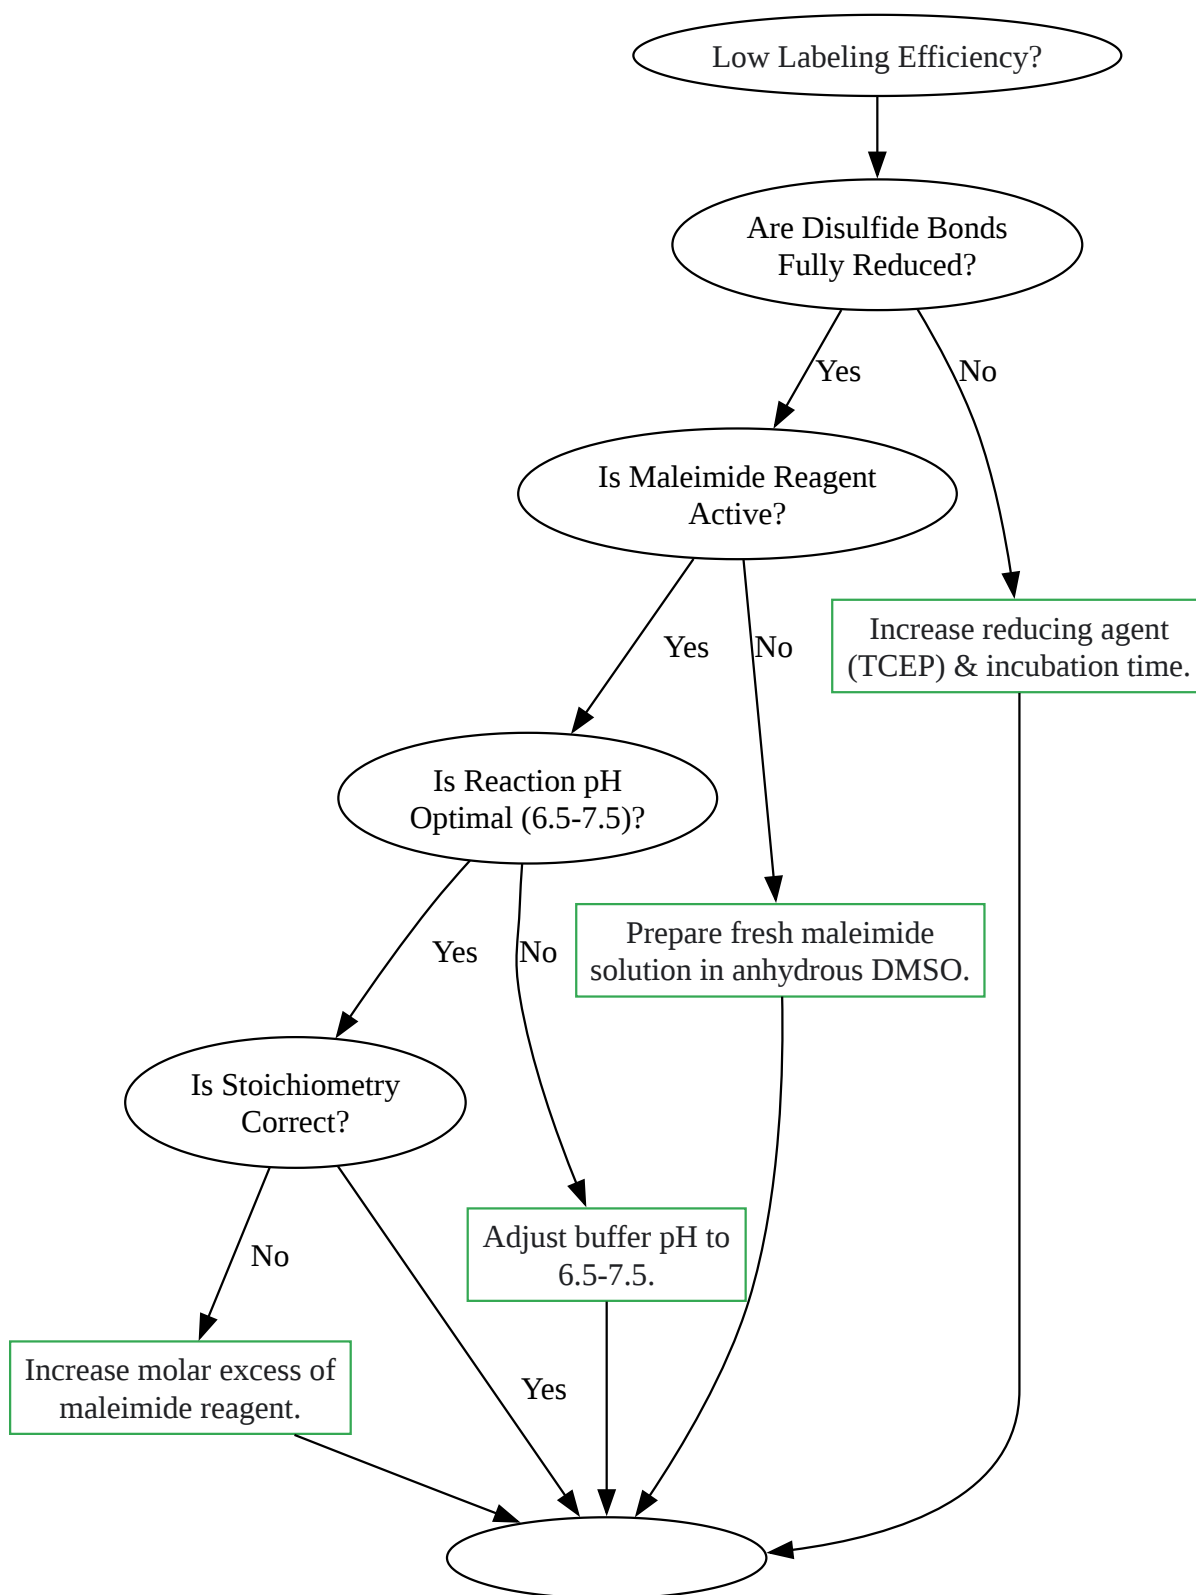 Low Labeling Efficiency?
Are Disulfide Bonds
Fully Reduced?
Yes
No
Is Maleimide Reagent
Active?
Increase reducing agent
(TCEP) & incubation time.
Yes
No
Is Reaction pH
Optimal (6.5-7.5)?
Prepare fresh maleimide
solution in anhydrous DMSO.
Yes
No
Is Stoichiometry
Correct?
Adjust buffer pH to
6.5-7.5.
No
Increase molar excess of
maleimide reagent.
Yes